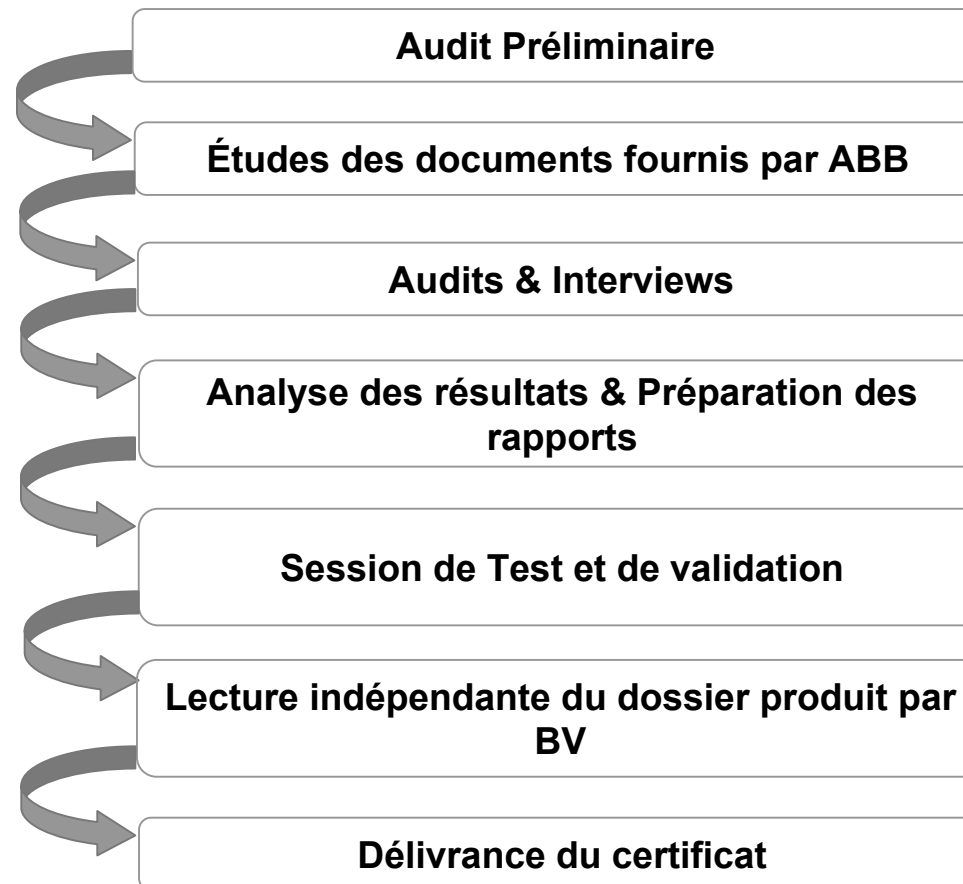 Audit Préliminaire
Études des documents fournis par ABB
Audits & Interviews
Analyse des résultats & Préparation des
rapports
Session de Test et de validation
Lecture indépendante du dossier produit par
BV
Délivrance du certificat